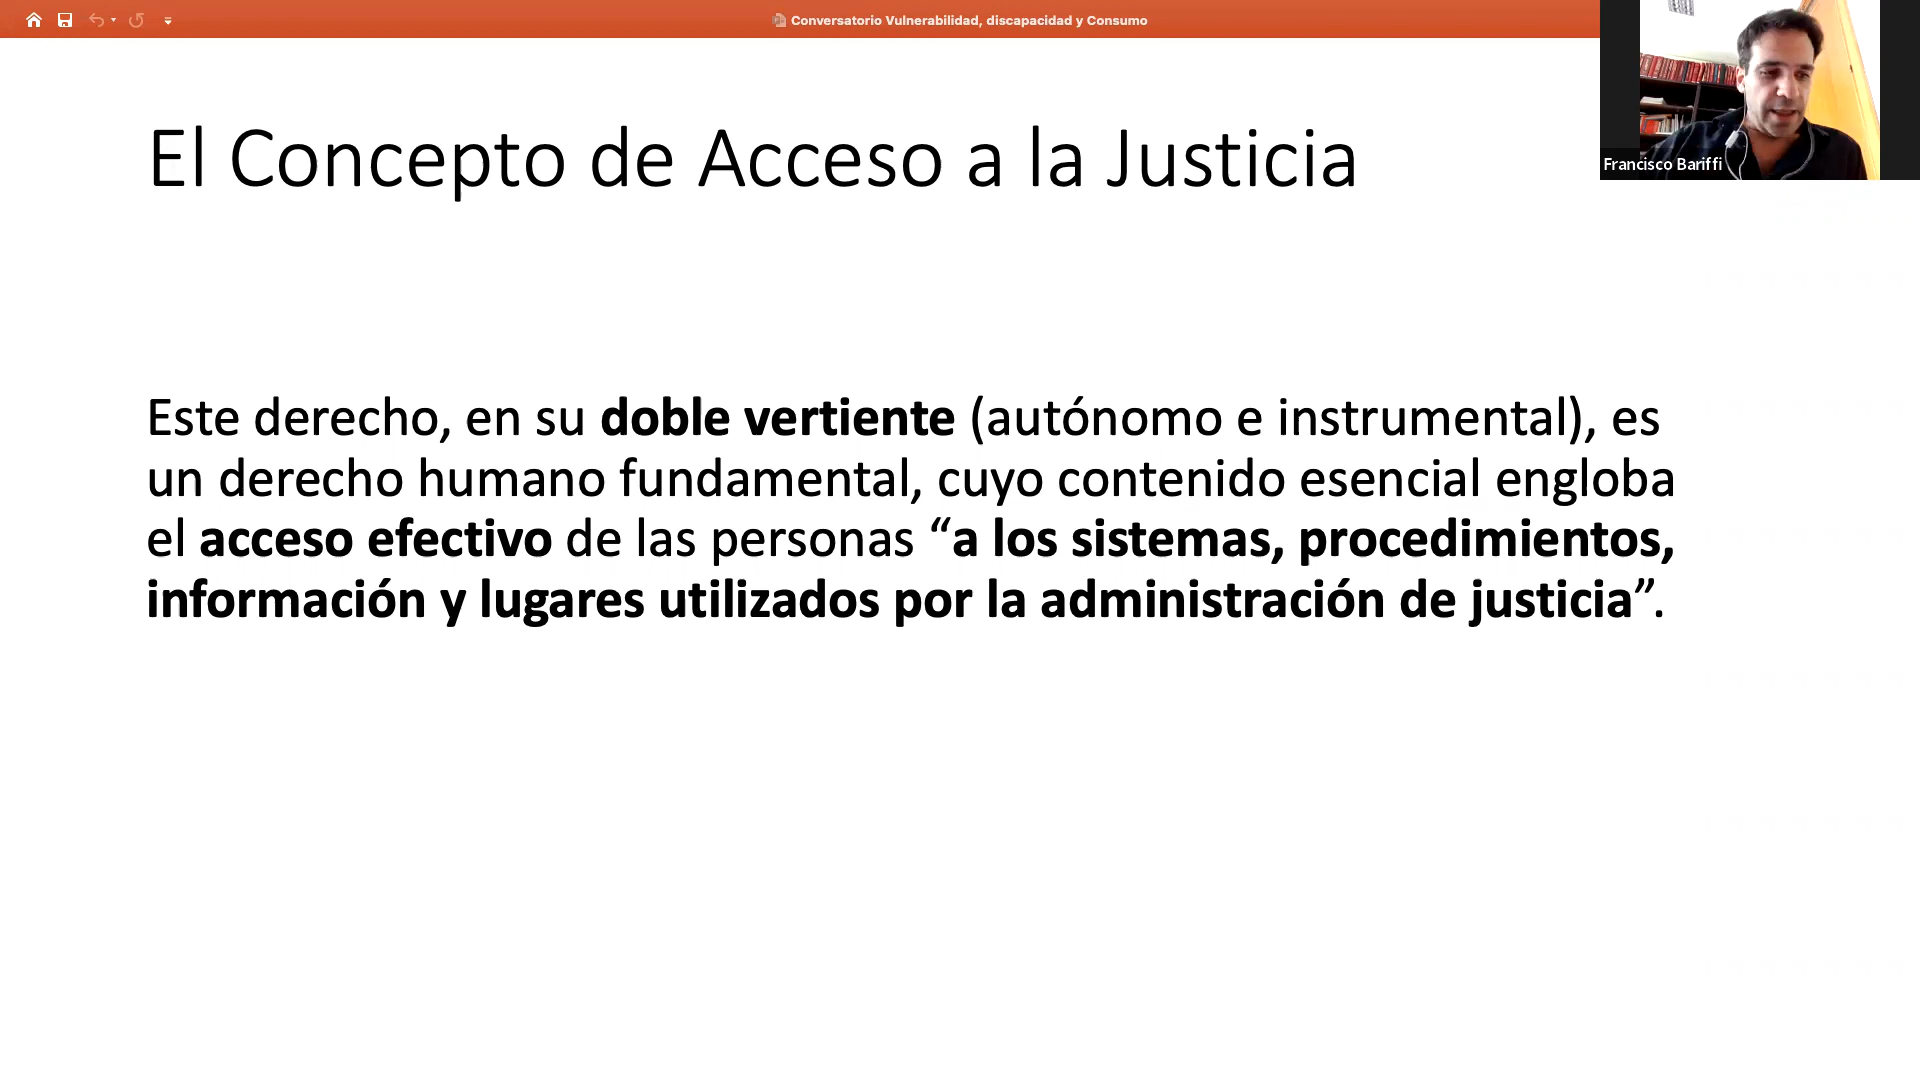 Conversatorio Vulnerabilidad, discapacidad y Consumo
El Concepto de Acceso a la Justicia
Francisco Bariffi
Este derecho, en su doble vertiente (autónomo e instrumental), es
un derecho humano fundamental, cuyo contenido esencial engloba
el acceso efectivo de las personas “a los sistemas, procedimientos,
información y lugares utilizados por la administración de justicia”.